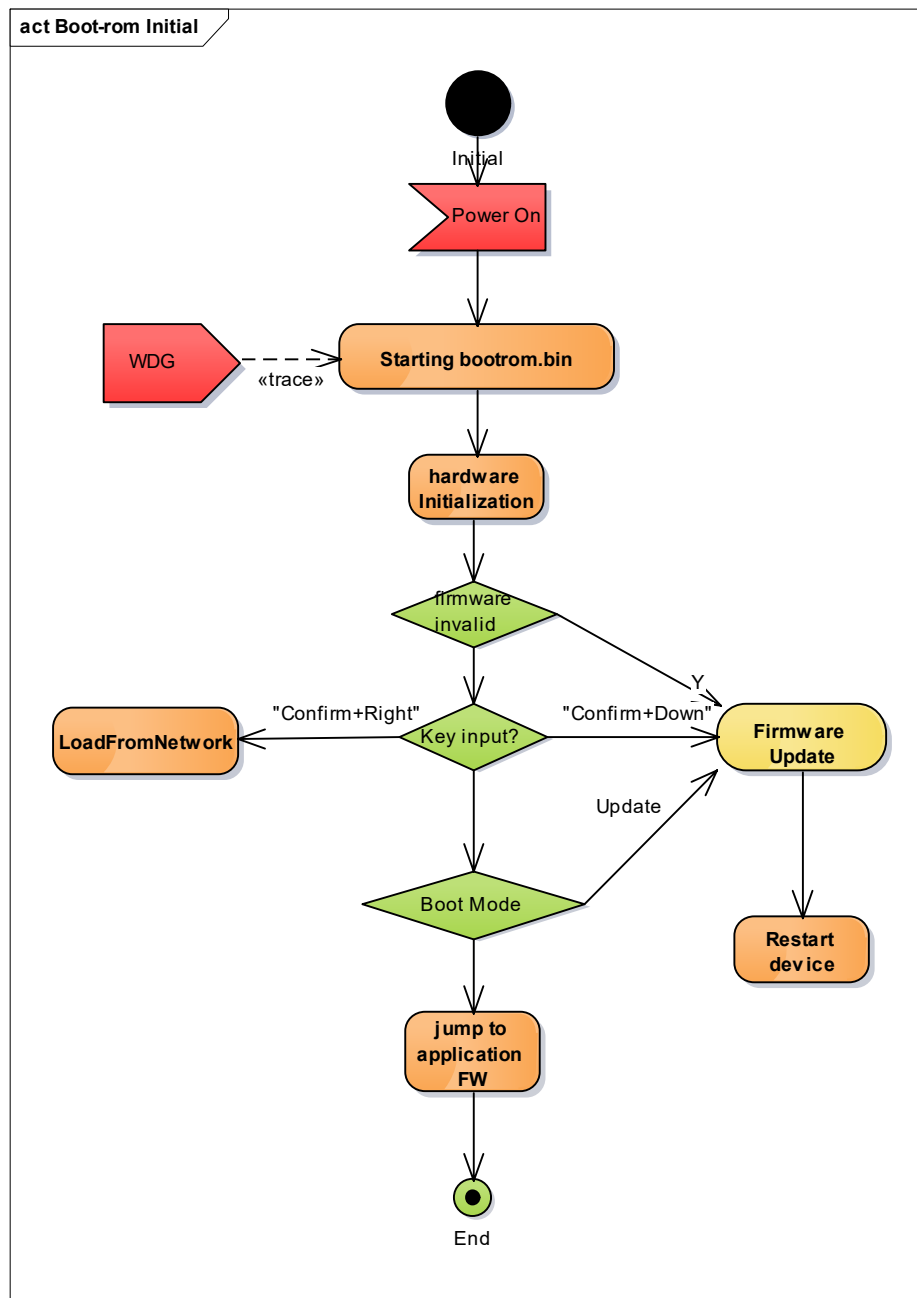 act Boot-rom Initial
Initial
Power On
WDG
«trace»
Starting bootrom.bin
hardware
Initialization
firmware
invalid
Y
"Confirm+Right"
"Confirm+Down"
LoadFromNetwork
Key input?
Firmware
Update
Update
Boot Mode
Restart
device
jump to
application
FW
End